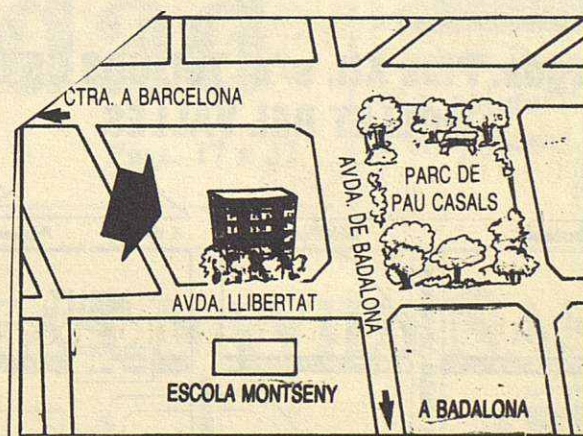 CTRA. A BARCELONA
PARC DE
PAU CASALS
AVDA. DE BADALONA
AVDA. LLIBERTAT
ESCOLA MONTSENY
A BADALONA